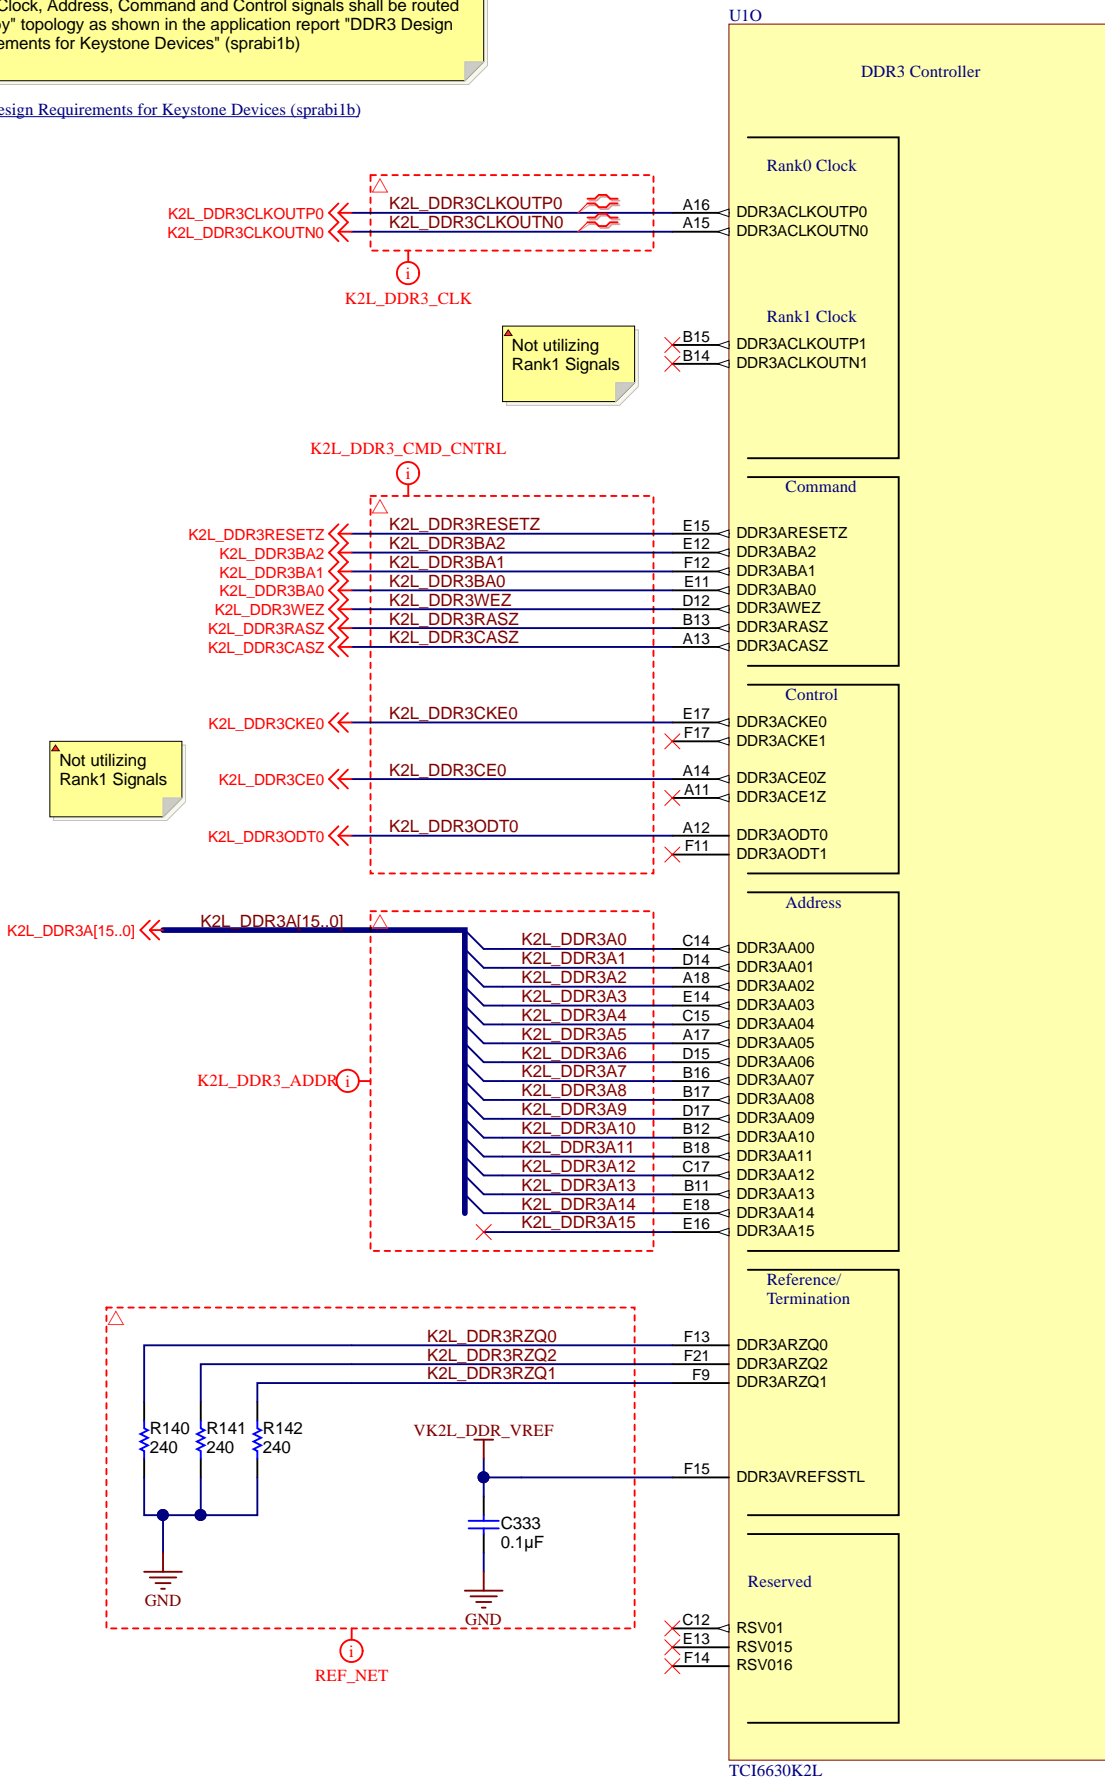 Clock, Address, Command and Control signals shall be routed
by" topology as shown in the application report "DDR3 Design
ements for Keystone Devices" (sprabi1b)
esign Requirements for Keystone Devices (sprabi1b)
U1O
DDR3 Controller
Rank0 Clock
K2L_DDR3CLKOUTP0 K2L_DDR3CLKOUTP0 A16 DDR3ACLKOUTP0
K2L_DDR3CLKOUTN0 K2L_DDR3CLKOUTN0 A15 DDR3ACLKOUTN0
i
K2L_DDR3_CLK
Rank1 Clock
Not utilizing
Rank1 Signals
B15 DDR3ACLKOUTP1
B14 DDR3ACLKOUTN1
K2L_DDR3_CMD_CNTRL
i
Command
K2L_DDR3RESETZ K2L_DDR3RESETZ E15 DDR3ARESETZ
K2L_DDR3BA2 K2L_DDR3BA2 E12 DDR3ABA2
K2L_DDR3BA1 K2L_DDR3BA1 F12 DDR3ABA1
K2L_DDR3BA0 K2L_DDR3BA0 E11 DDR3ABA0
K2L_DDR3WEZ K2L_DDR3WEZ D12 DDR3AWEZ
K2L_DDR3RASZ K2L_DDR3RASZ B13 DDR3ARASZ
K2L_DDR3CASZ K2L_DDR3CASZ A13 DDR3ACASZ
Control
K2L_DDR3CKE0 K2L_DDR3CKE0 E17 DDR3ACKE0
F17 DDR3ACKE1
Not utilizing
Rank1 Signals
K2L_DDR3CE0 K2L_DDR3CE0 A14 DDR3ACE0Z
A11 DDR3ACE1Z
K2L_DDR3ODT0 K2L_DDR3ODT0 A12 DDR3AODT0
F11 DDR3AODT1
Address
K2L_DDR3A[15..0] K2L_DDR3A[15..0]
K2L_DDR3A0 C14 DDR3AA00
K2L_DDR3A1 D14 DDR3AA01
K2L_DDR3A2 A18 DDR3AA02
K2L_DDR3A3 E14 DDR3AA03
K2L_DDR3A4 C15 DDR3AA04
K2L_DDR3A5 A17 DDR3AA05
K2L_DDR3A6 D15 DDR3AA06
K2L_DDR3_ADDR i K2L_DDR3A7 B16 DDR3AA07
K2L_DDR3A8 B17 DDR3AA08
K2L_DDR3A9 D17 DDR3AA09
K2L_DDR3A10 B12 DDR3AA10
K2L_DDR3A11 B18 DDR3AA11
K2L_DDR3A12 C17 DDR3AA12
K2L_DDR3A13 B11 DDR3AA13
K2L_DDR3A14 E18 DDR3AA14
K2L_DDR3A15 E16 DDR3AA15
Reference/
Termination
K2L_DDR3RZQ0 F13 DDR3ARZQ0
K2L_DDR3RZQ2 F21 DDR3ARZQ2
K2L_DDR3RZQ1 F9 DDR3ARZQ1
R140 R141 R142
240 240 240
VK2L_DDR_VREF
F15 DDR3AVREFSSTL
C333
0.1µF
GND
GND
Reserved
C12 RSV01
E13 RSV015
F14 RSV016
i
REF_NET
TCI6630K2L